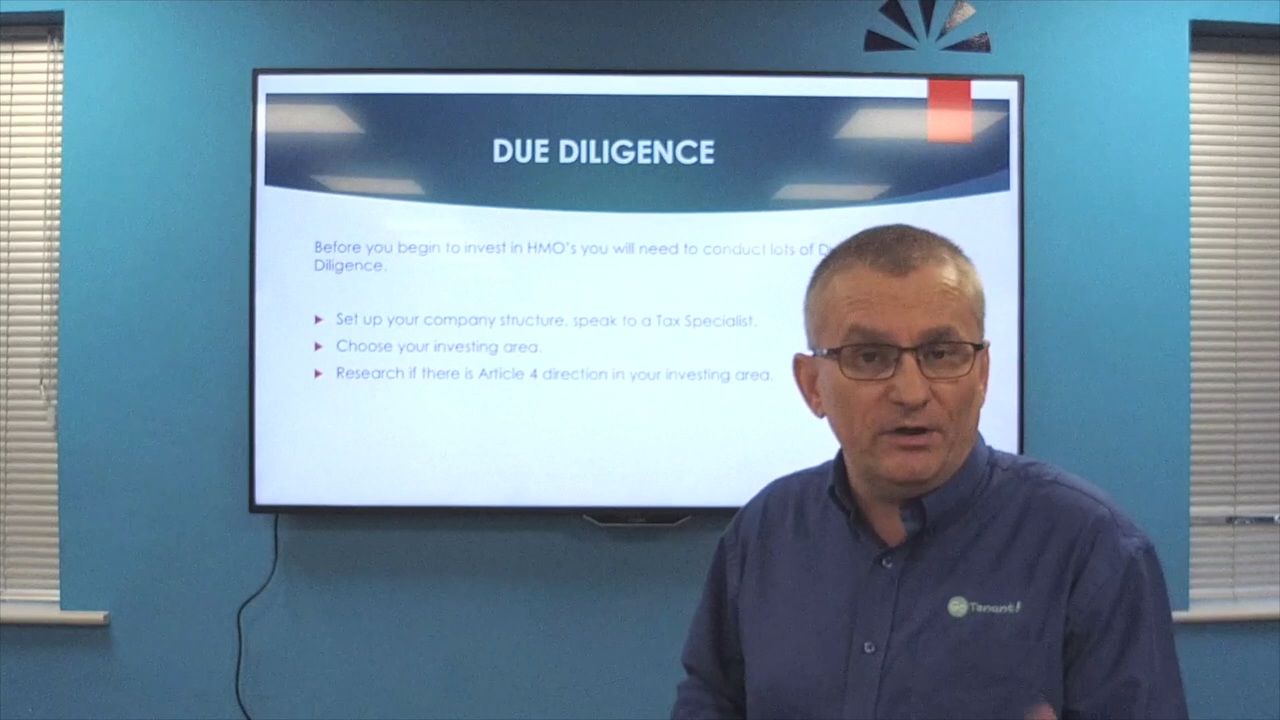 DUE DILIGENCE
Before you begin to invest in HMO's you will need to conduct lots of
Diligence.
Set up your company structure, speak to a Tax Specialist.
Choose your investing area.
Research if there is Article 4 direction in your investing area.
Go Tenant!